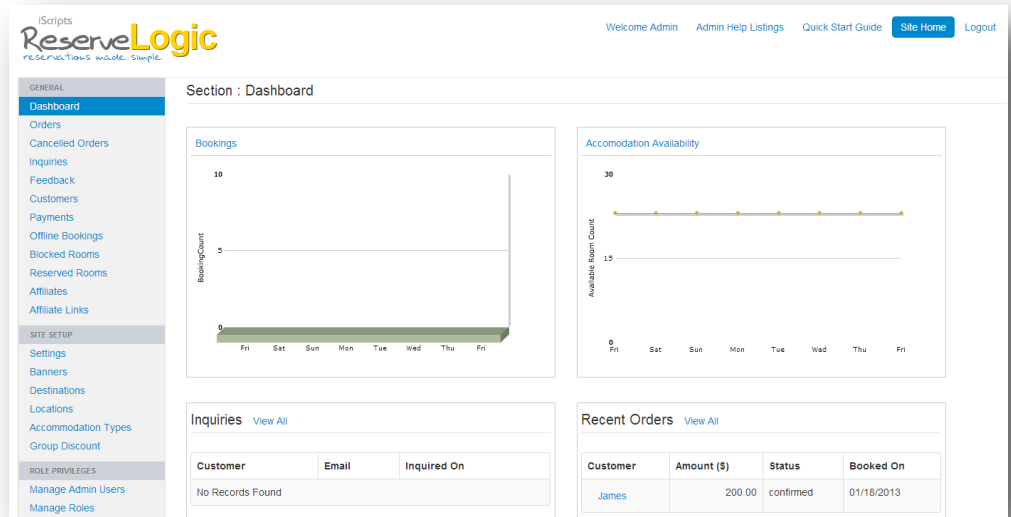 iScripts
ReserveLogic
reservations made simple
Welcome Admin Admin Help Listings Quick Start Guide Site Home Logout
GENERAL
Dashboard
Orders
Cancelled Orders
Inquiries
Feedback
Customers
Payments
Offline Bookings
Blocked Rooms
Reserved Rooms
Affiliates
Affiliate Links
SITE SETUP
Settings
Banners
Destinations
Locations
Accommodation Types
Group Discount
ROLE PRIVILEGES
Manage Admin Users
Manage Roles
Section : Dashboard
Bookings
10
BookingCount
5
0
Fri Sat Sun Mon Tue Wed Thu Fri
Accomodation Availability
30
Available Room Count
15
0
Fri Sat Sun Mon Tue Wed Thu Fri
Inquiries View All
Customer Email Inquired On
No Records Found
Recent Orders View All
Customer Amount ($) Status Booked On
James 200.00 confirmed 01/18/2013